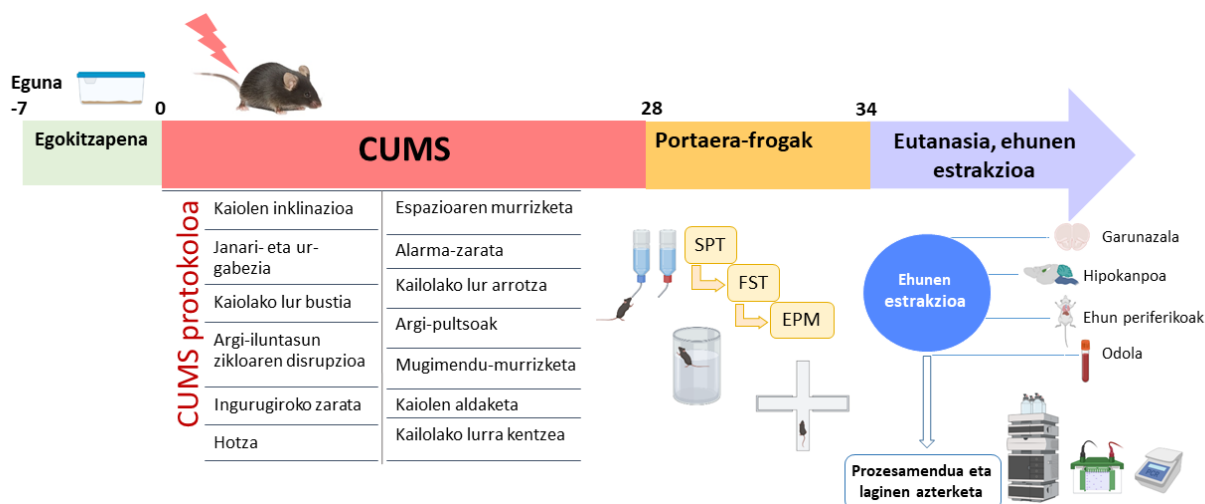 Eguna
-7
0
28
34
Egokitzapena
CUMS
Portaera-frogak
Eutanasia, ehunen
estrakzioa
CUMS protokoloa
Kaiolen inklinazioa
Janari- eta ur-
gabezia
Kaiolako lur bustia
Argi-iluntasun
zikloaren disrupzioa
Ingurugiroko zarata
Hotza
Espazioaren murrizketa
Alarma-zarata
Kailolako lur arrotza
Argi-pultsoak
Mugimendu-murrizketa
Kaiolen aldaketa
Kailolako lurra kentzea
SPT
FST
EPM
Ehunen
estrakzioa
Garunazala
Hipokanpoa
Ehun periferikoak
Odola
Prozesamendua eta
laginen azterketa